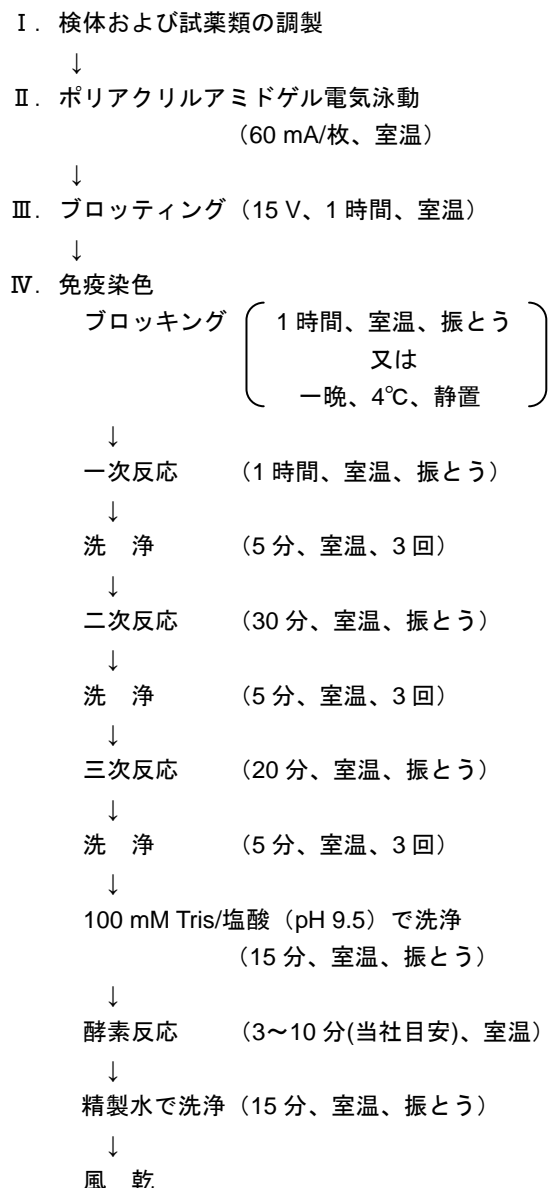 Ⅰ．検体および試薬類の調製
↓
Ⅱ．ポリアクリルアミドゲル電気泳動
（60 mA/枚、室温）
↓
Ⅲ．ブロッティング（15 V、1 時間、室温）
↓
Ⅳ．免疫染色
ブロッキング 1 時間、室温、振とう
又は
一晩、4℃、静置
↓
一次反応 （1 時間、室温、振とう）
↓
洗　浄 （5 分、室温、3 回）
↓
二次反応 （30 分、室温、振とう）
↓
洗　浄 （5 分、室温、3 回）
↓
三次反応 （20 分、室温、振とう）
↓
洗　浄 （5 分、室温、3 回）
↓
100 mM Tris/塩酸（pH 9.5）で洗浄
（15 分、室温、振とう）
↓
酵素反応 （3～10 分(当社目安)、室温）
↓
精製水で洗浄（15 分、室温、振とう）
↓
風　乾